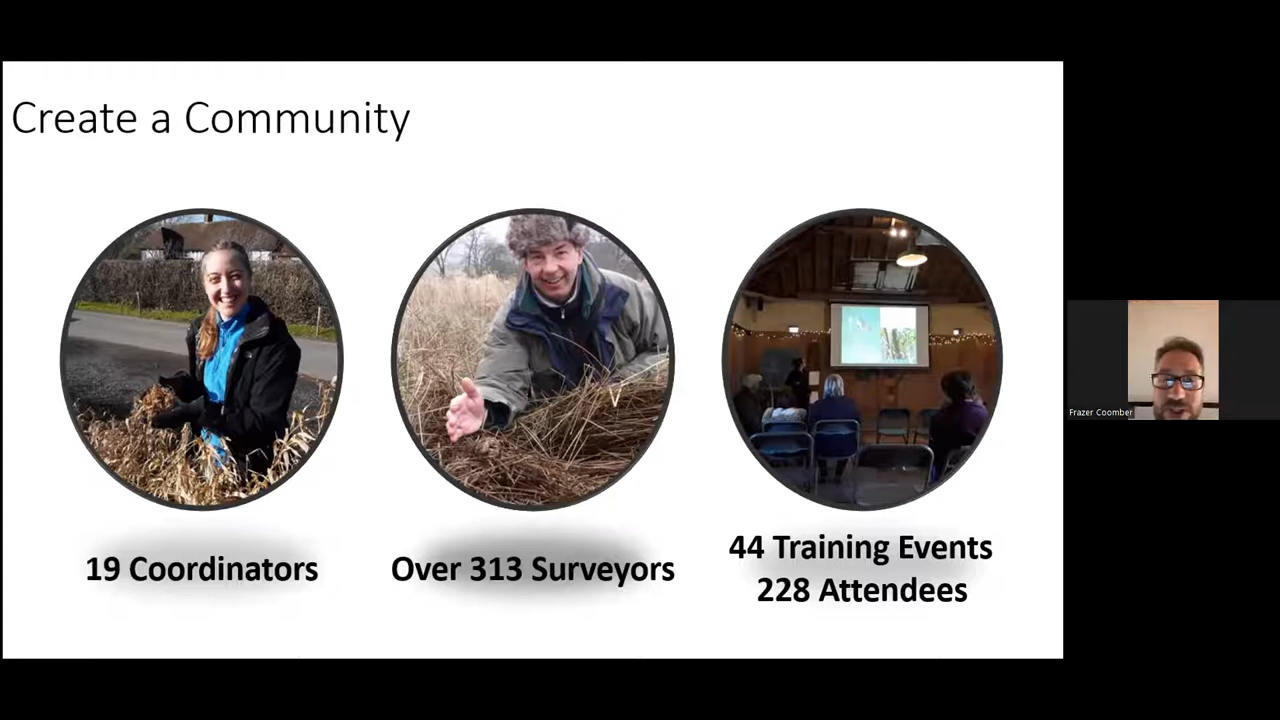 Create a Community
19 Coordinators
Over 313 Surveyors
44 Training Events
228 Attendees
Frazer Coomber